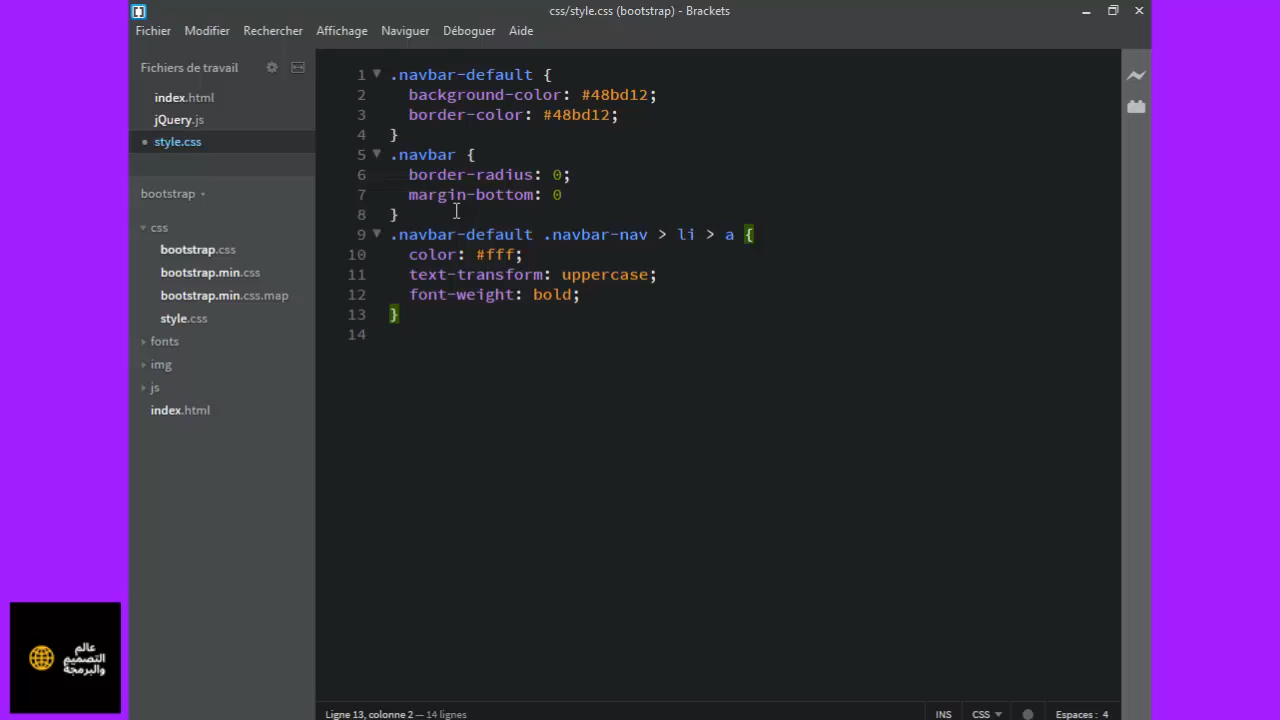 css/style.css (bootstrap) - Brackets
Fichier Modifier Rechercher Affichage Naviguer Déboguer Aide
Fichiers de travail
index.html
jQuery.js
style.css
bootstrap
css
bootstrap.css
bootstrap.min.css
bootstrap.min.css.map
style.css
fonts
img
js
index.html
1 .navbar-default {
2 background-color: #48bd12;
3 border-color: #48bd12;
4 }
5 .navbar {
6 border-radius: 0;
7 margin-bottom: 0
8 }
9 .navbar-default .navbar-nav > li > a {
10 color: #fff;
11 text-transform: uppercase;
12 font-weight: bold;
13 }
14
عالم
التصميم
والبرمجة
Ligne 13, colonne 2 — 14 lignes
INS CSS Espaces : 4